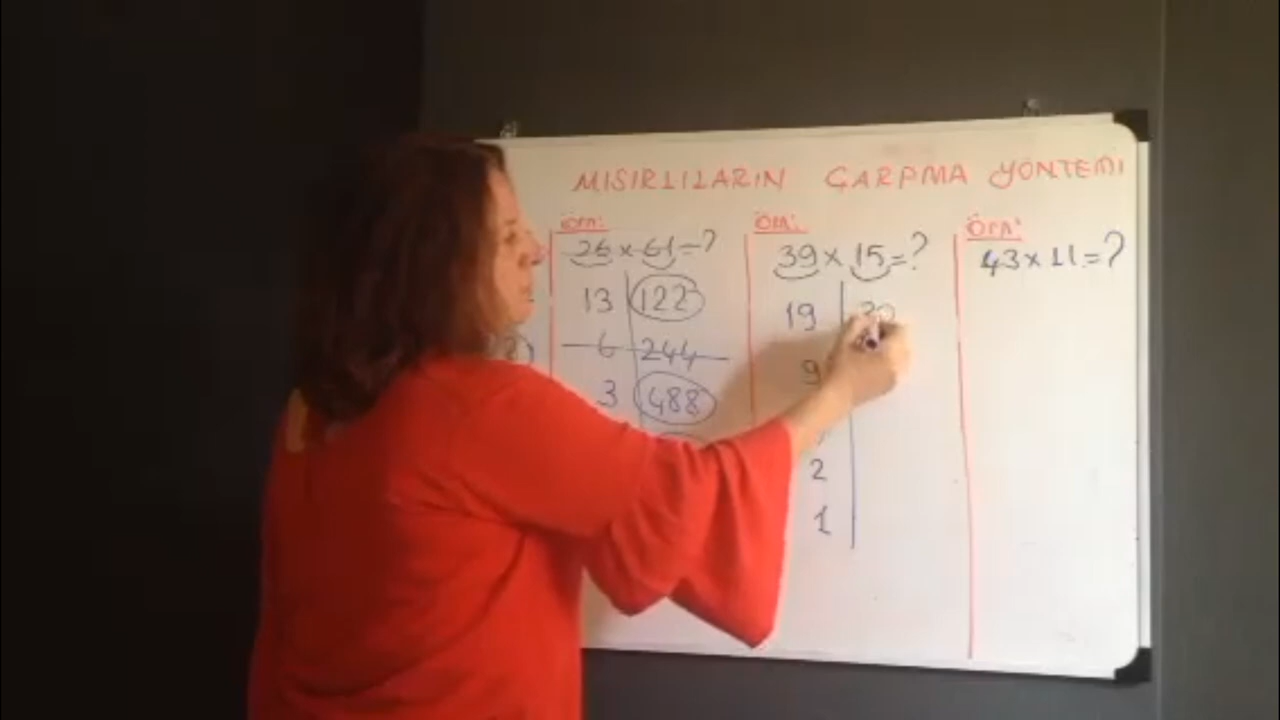 MISIRLILARIN ÇARPMA YÖNTEMİ
Örn:
26 x 61 = ?
13 122
6 244
3 488
Örn:
39 x 15 = ?
19 30
9
2
1
Örn:
43 x 11 = ?